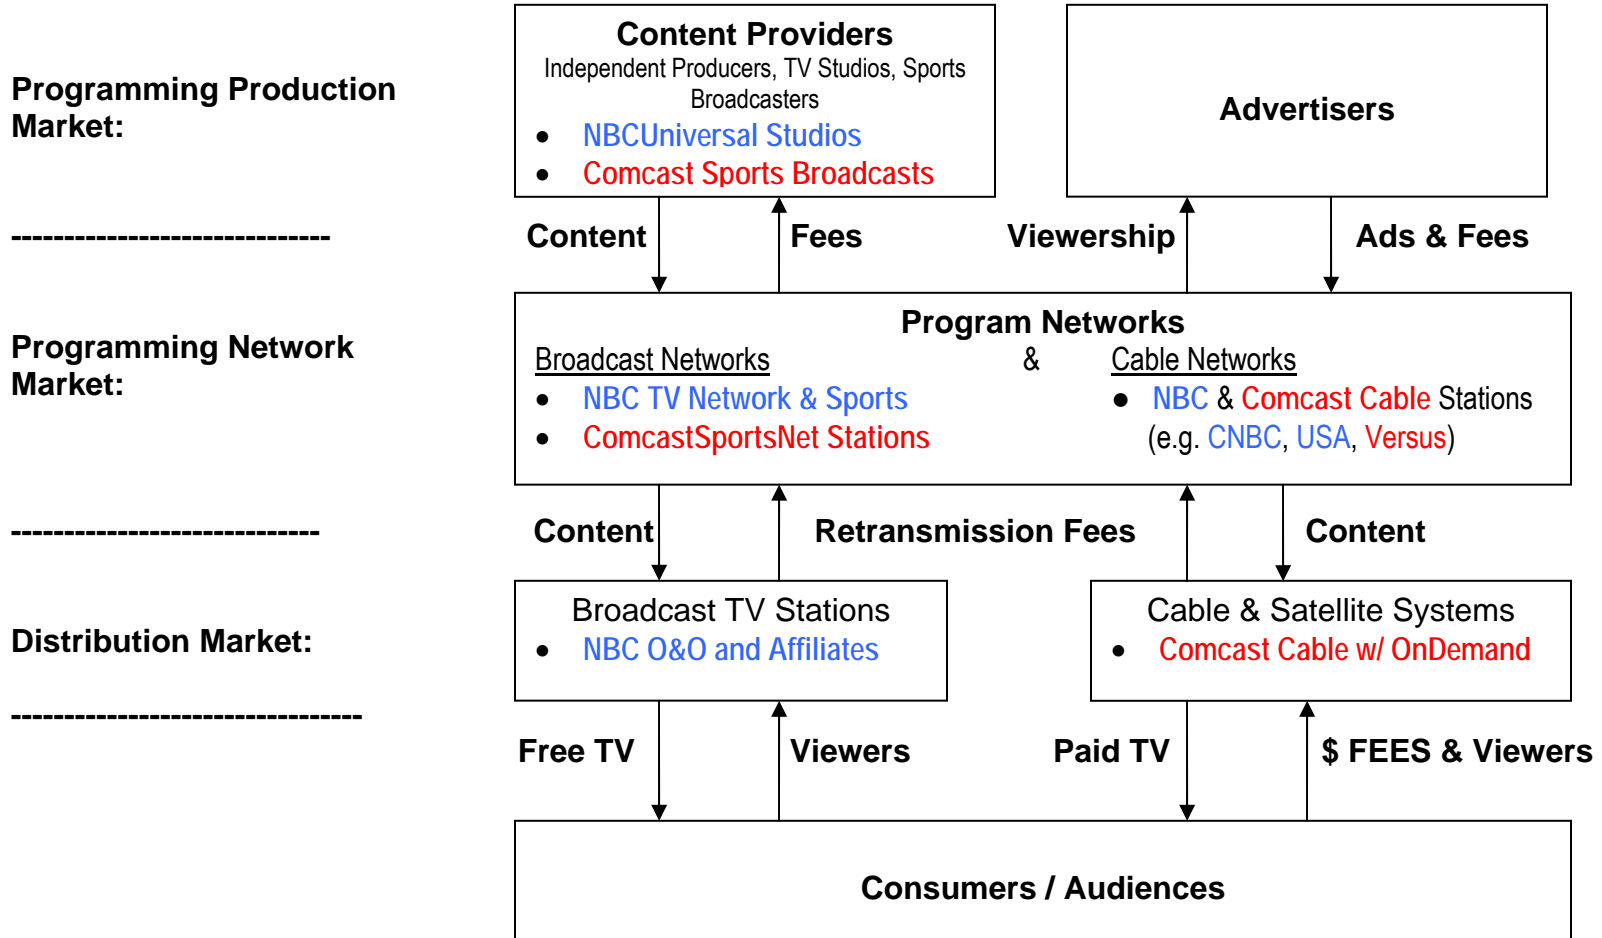 Content Providers
Independent Producers, TV Studios, Sports
Broadcasters
• NBCUniversal Studios
• Comcast Sports Broadcasts
Advertisers
Programming Production
Market:
------------------------------
Content
Fees
Viewership
Ads & Fees
Programming Network
Market:
Program Networks
Broadcast Networks & Cable Networks
• NBC TV Network & Sports
• ComcastSportsNet Stations
• NBC & Comcast Cable Stations
(e.g. CNBC, USA, Versus)
-----------------------------
Content
Retransmission Fees
Content
Distribution Market:
Broadcast TV Stations
• NBC O&O and Affiliates
Cable & Satellite Systems
• Comcast Cable w/ OnDemand
---------------------------------
Free TV
Viewers
Paid TV
$ FEES & Viewers
Consumers / Audiences